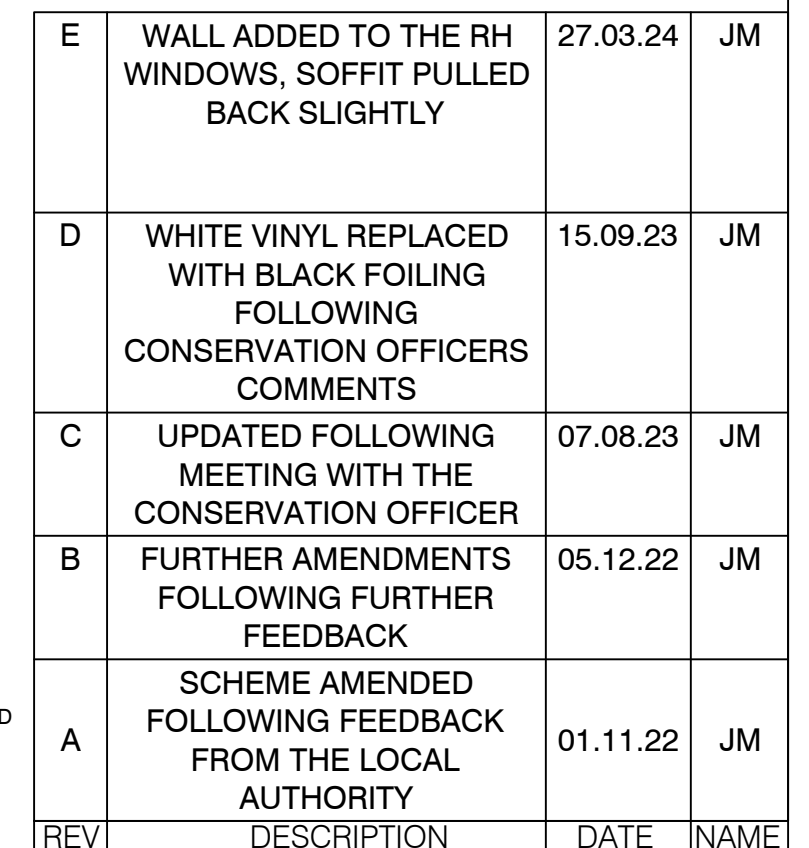 E WALL ADDED TO THE RH 27.03.24 JM
WINDOWS, SOFFIT PULLED
BACK SLIGHTLY
D WHITE VINYL REPLACED 15.09.23 JM
WITH BLACK FOILING
FOLLOWING
CONSERVATION OFFICERS
COMMENTS
C UPDATED FOLLOWING 07.08.23 JM
MEETING WITH THE
CONSERVATION OFFICER
B FURTHER AMENDMENTS 05.12.22 JM
FOLLOWING FURTHER
FEEDBACK
SCHEME AMENDED
D
FOLLOWING FEEDBACK
A 01.11.22 JM
FROM THE LOCAL
AUTHORITY
REV DESCRIPTION DATE NAME